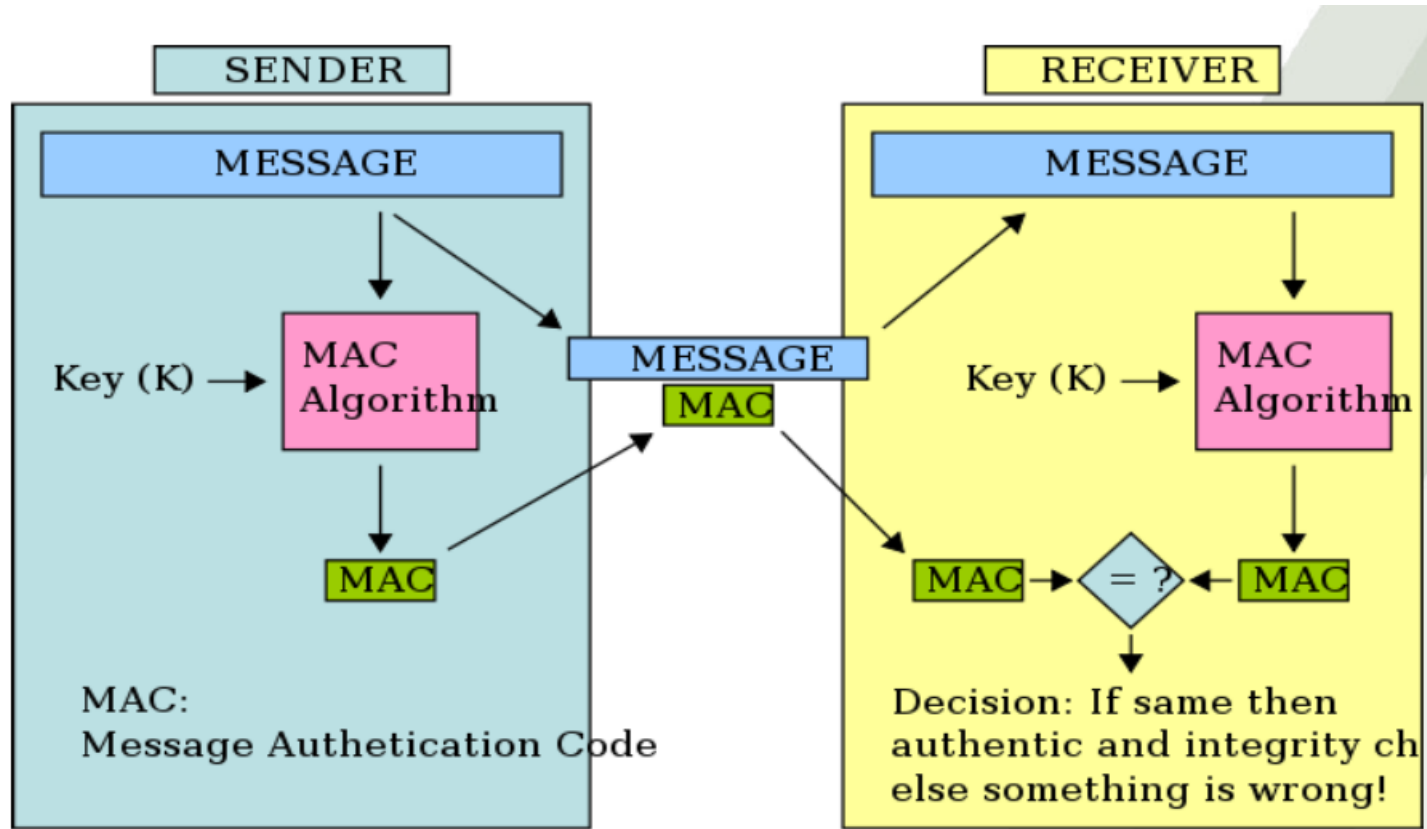 SENDER
MESSAGE
Key (K)
MAC
Algorithm
MAC
MAC:
Message Authetication Code
MESSAGE
MAC
RECEIVER
MESSAGE
Key (K)
MAC
Algorithm
MAC
= ?
MAC
Decision: If same then
authentic and integrity ch
else something is wrong!